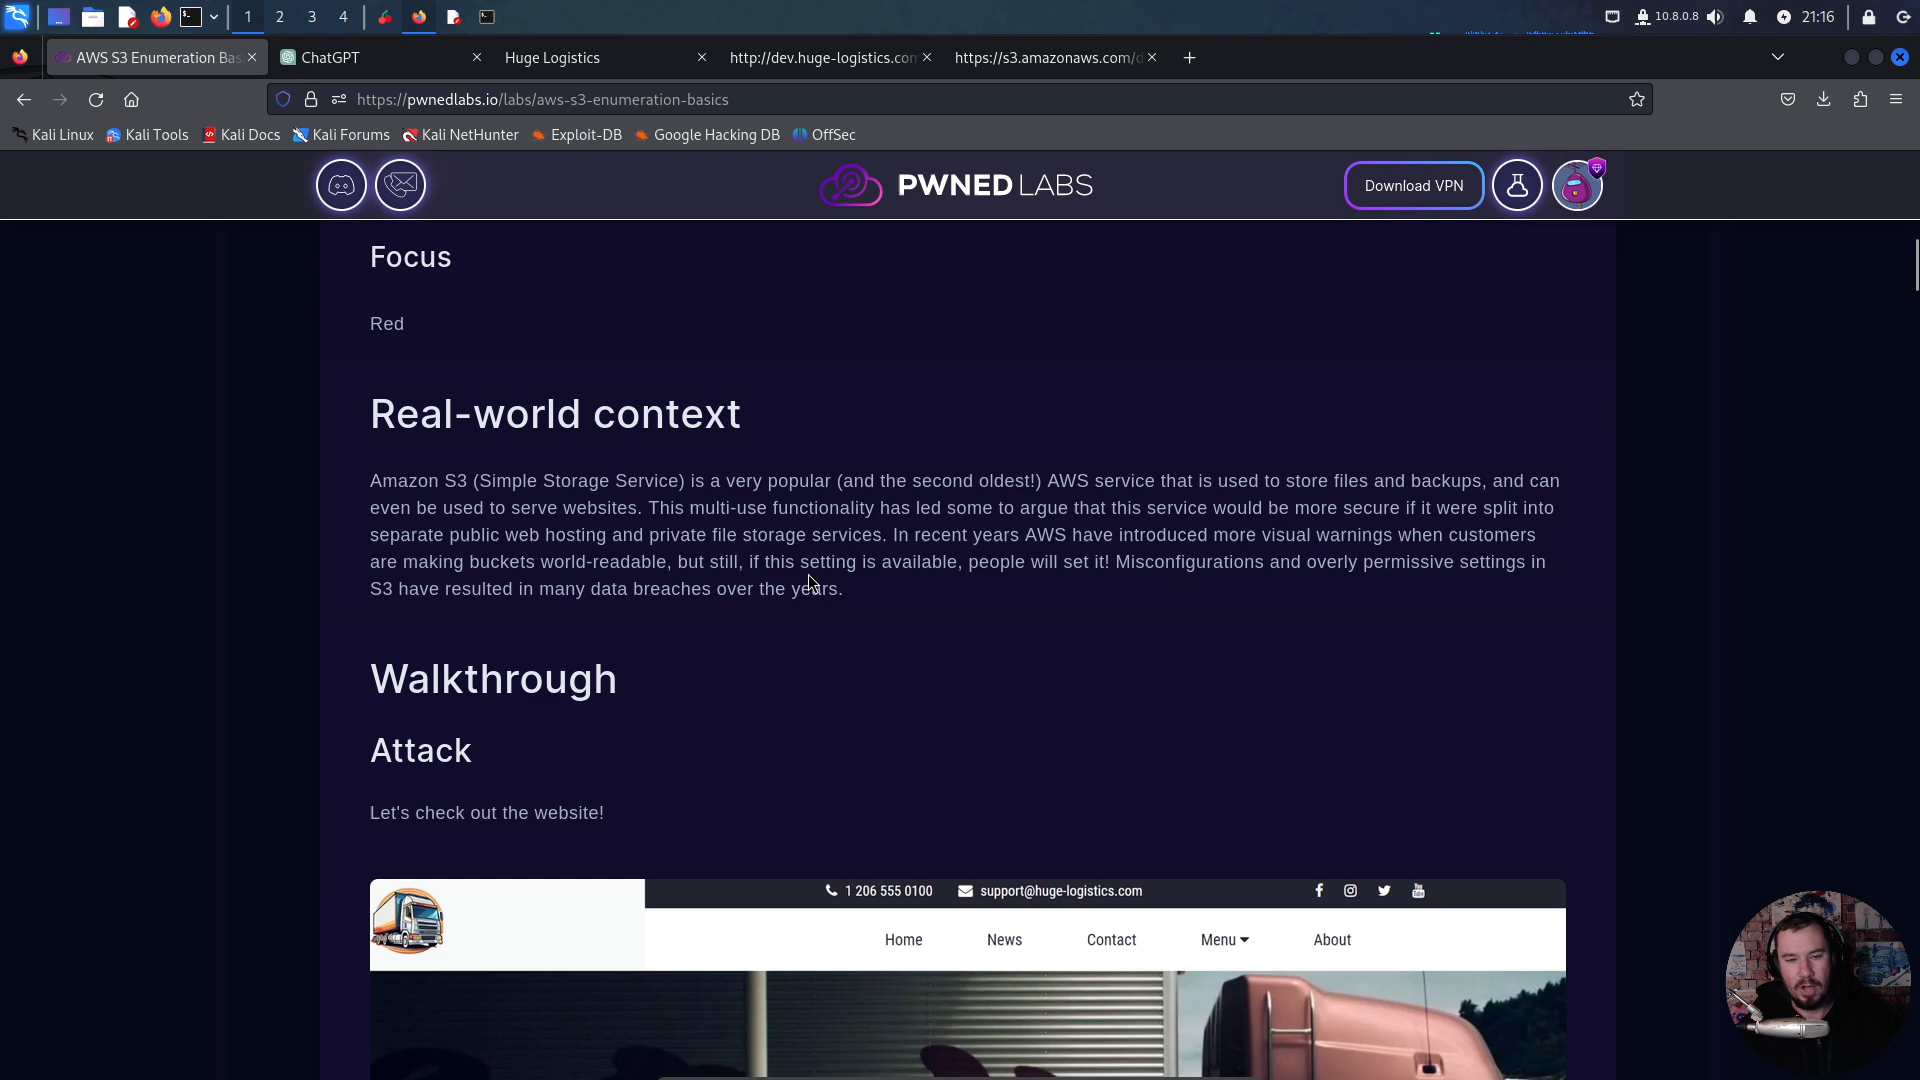 1
2
3
4
10.8.0.8
21:16
AWS S3 Enumeration Bas
ChatGPT
Huge Logistics
http://dev.huge-logistics.com
https://s3.amazonaws.com/d
https://pwnedlabs.io/labs/aws-s3-enumeration-basics
Kali Linux
Kali Tools
Kali Docs
Kali Forums
Kali NetHunter
Exploit-DB
Google Hacking DB
OffSec
PWNED LABS
Download VPN
Focus
Red
Real-world context
Amazon S3 (Simple Storage Service) is a very popular (and the second oldest!) AWS service that is used to store files and backups, and can
even be used to serve websites. This multi-use functionality has led some to argue that this service would be more secure if it were split into
separate public web hosting and private file storage services. In recent years AWS have introduced more visual warnings when customers
are making buckets world-readable, but still, if this setting is available, people will set it! Misconfigurations and overly permissive settings in
S3 have resulted in many data breaches over the years.
Walkthrough
Attack
Let's check out the website!
1 206 555 0100
support@huge-logistics.com
Home
News
Contact
Menu
About